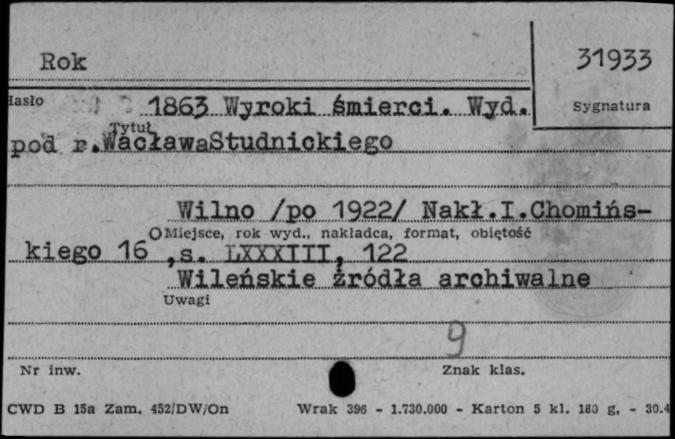 Rok
31933
Hasło
1863 Wyroki śmierci. Wyd.
Sygnatura
Tytuł
pod r.WacławaStudnickiego
Wilno /po 1922/ Nakł.I.Chomińs-
Miejsce, rok wyd., nakładca, format, objętość
kiego 16° ,s. LXXXIII, 122
Wileńskie źródła archiwalne
Uwagi
9
Nr inw.
Znak klas.
CWD B 15a Zam. 452/DW/On
Wrak 396 - 1.730.000 - Karton 5 kl. 180 g. - 30.4